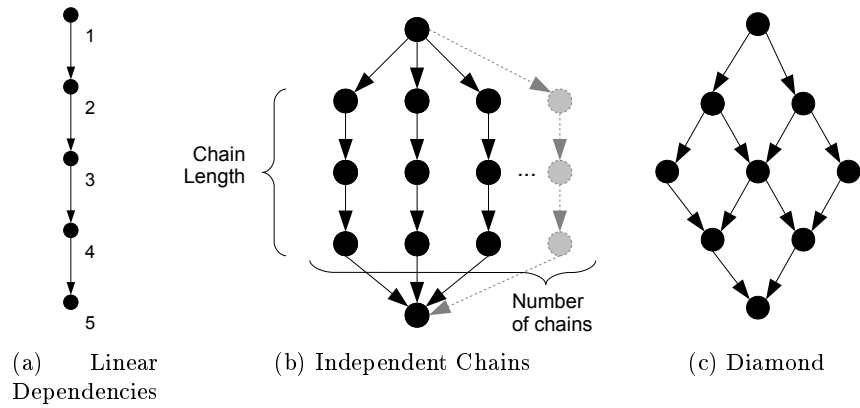 1
2
3
4
5
(a) Linear
Dependencies
Chain
Length
...
Number
of chains
(b) Independent Chains
(c) Diamond